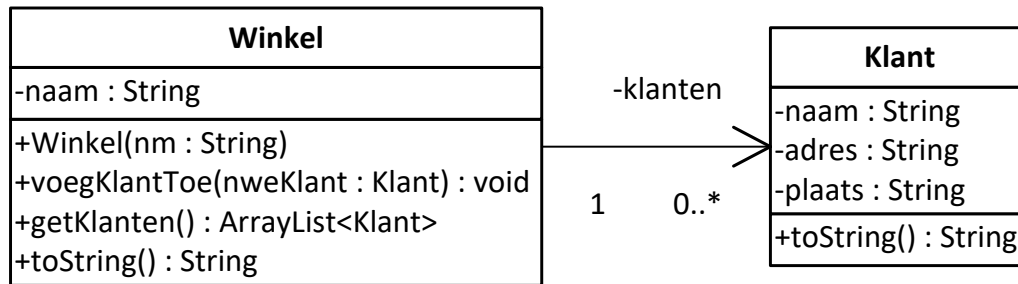 Winkel
-naam : String
+Winkel(nm : String)
+voegKlantToe(nweKlant : Klant) : void
+getKlanten() : ArrayList<Klant>
+toString() : String
-klanten
1
0..*
Klant
-naam : String
-adres : String
-plaats : String
+toString() : String